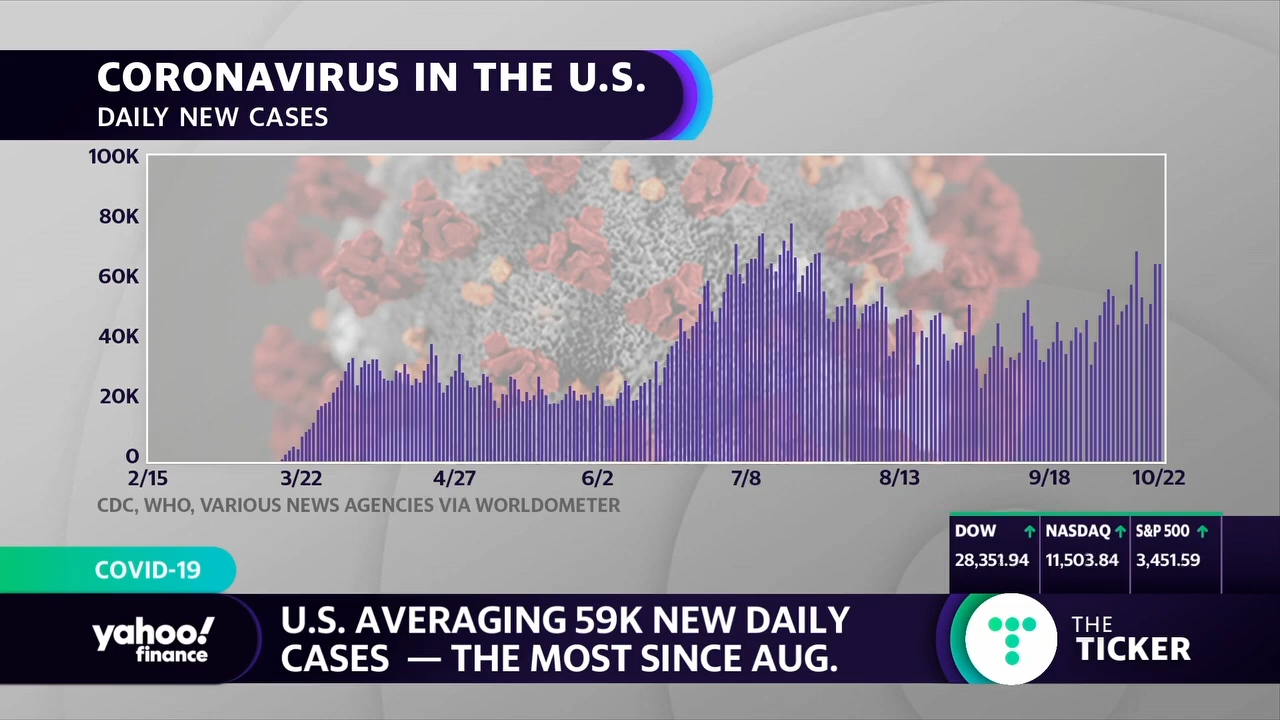 CORONAVIRUS IN THE U.S.
DAILY NEW CASES
100K
80K
60K
40K
20K
0
2/15 3/22 4/27 6/2 7/8 8/13 9/18 10/22
CDC, WHO, VARIOUS NEWS AGENCIES VIA WORLDOMETER
DOW NASDAQ S&P 500
28,351.94 11,503.84 3,451.59
COVID-19
yahoo!
finance
U.S. AVERAGING 59K NEW DAILY
CASES — THE MOST SINCE AUG.
THE
TICKER